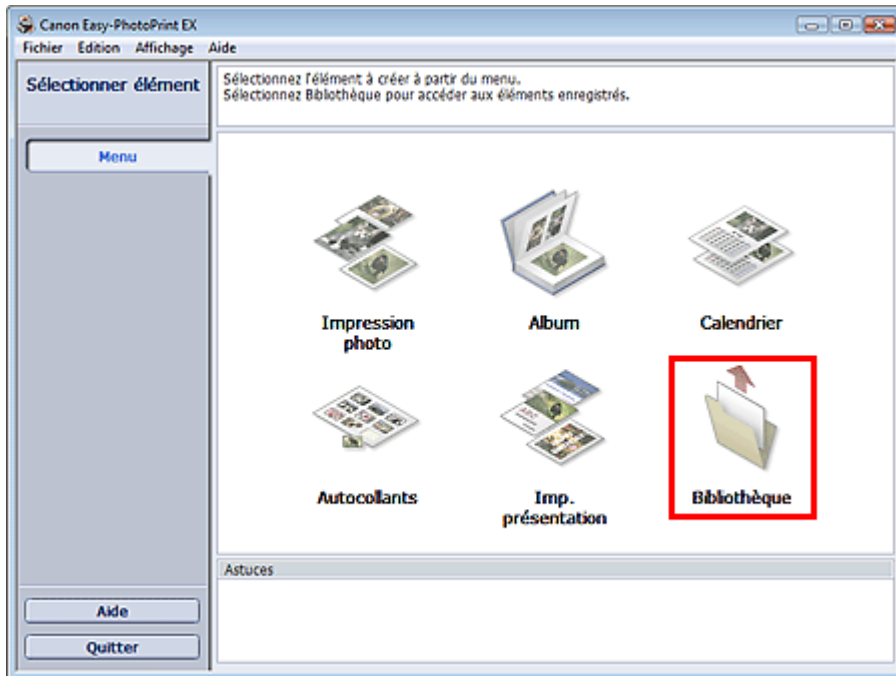 Canon Easy-PhotoPrint EX
Fichier Edition Affichage Aide
Sélectionner élément
Sélectionnez l'élément à créer à partir du menu.
Sélectionnez Bibliothèque pour accéder aux éléments enregistrés.
Menu
Impression
photo
Album
Calendrier
Autocollants
Imp.
présentation
Bibliothèque
Astuces
Aide
Quitter